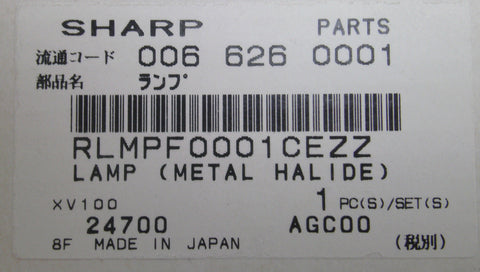 SHARP PARTS
流通コード 006 626 0001
部品名 ランプ
RLMPF0001CEZZ
LAMP (METAL HALIDE)
XV100 1 PC(S)/SET(S)
24700 AGC00
8F MADE IN JAPAN (税別)